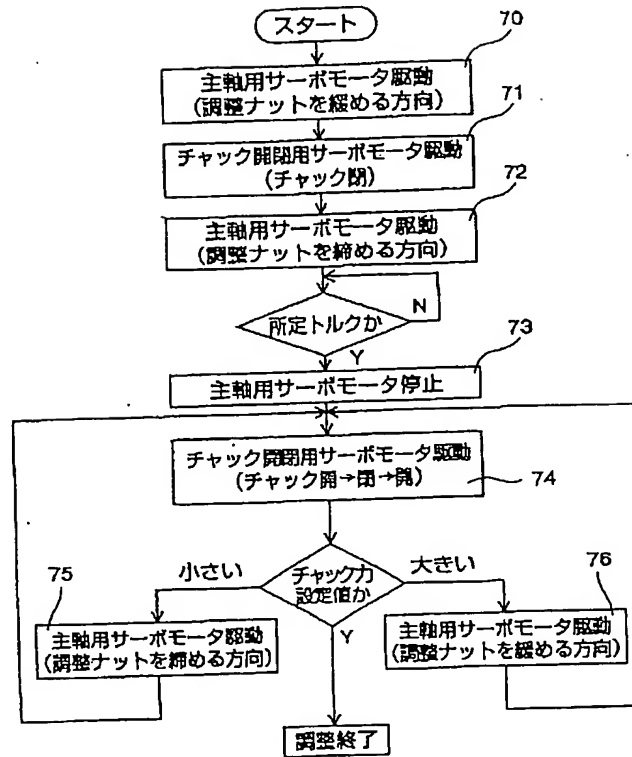 スタート
70
主軸用サーボモータ駆動
(調整ナットを緩める方向)
71
チャック開閉用サーボモータ駆動
(チャック閉)
72
主軸用サーボモータ駆動
(調整ナットを締める方向)
N
所定トルクか
Y
73
主軸用サーボモータ停止
チャック開閉用サーボモータ駆動
(チャック開→閉→開)
74
小さい
チャック力
設定値か
大きい
75
主軸用サーボモータ駆動
(調整ナットを締める方向)
Y
76
主軸用サーボモータ駆動
(調整ナットを緩める方向)
調整終了